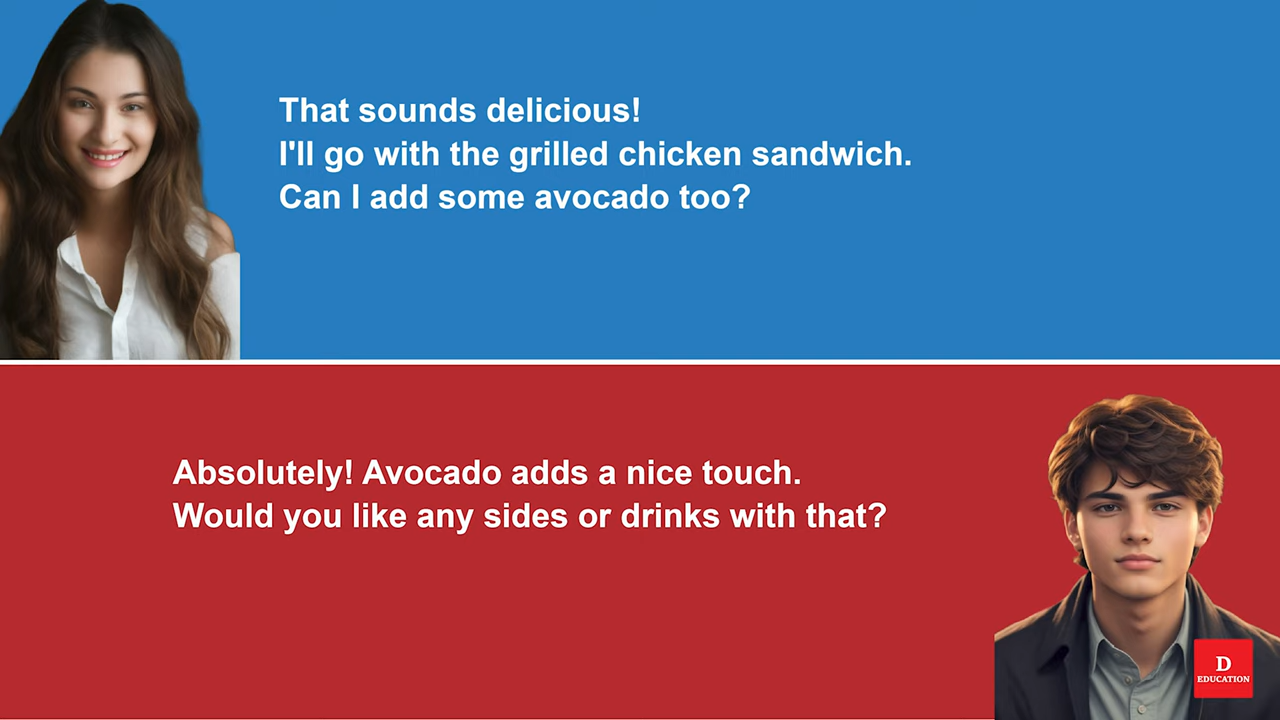 That sounds delicious!
I'll go with the grilled chicken sandwich.
Can I add some avocado too?
Absolutely! Avocado adds a nice touch.
Would you like any sides or drinks with that?
D
EDUCATION